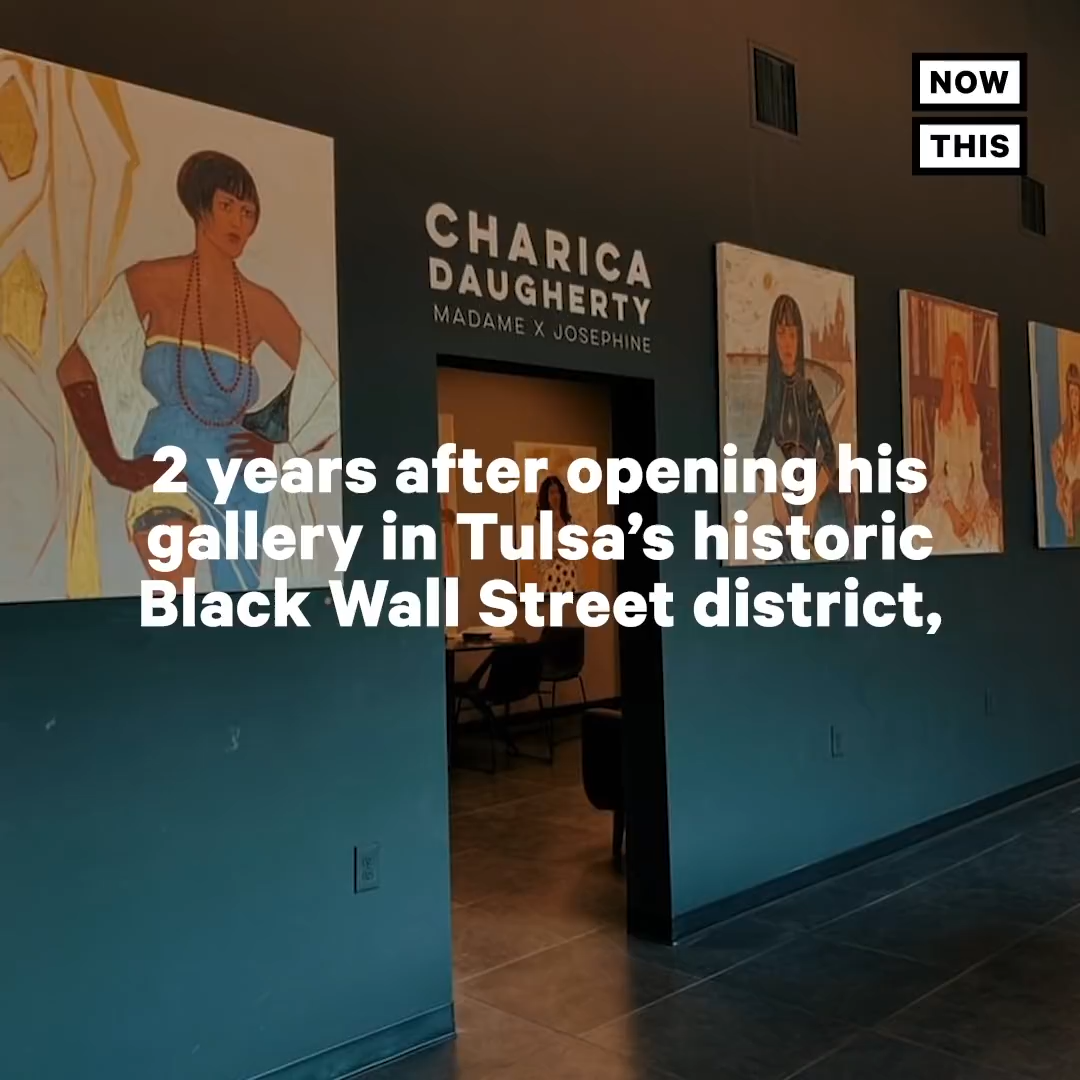 NOW
THIS
CHARICA
DAUGHERTY
MADAME X JOSEPHINE
2 years after opening his
gallery in Tulsa’s historic
Black Wall Street district,